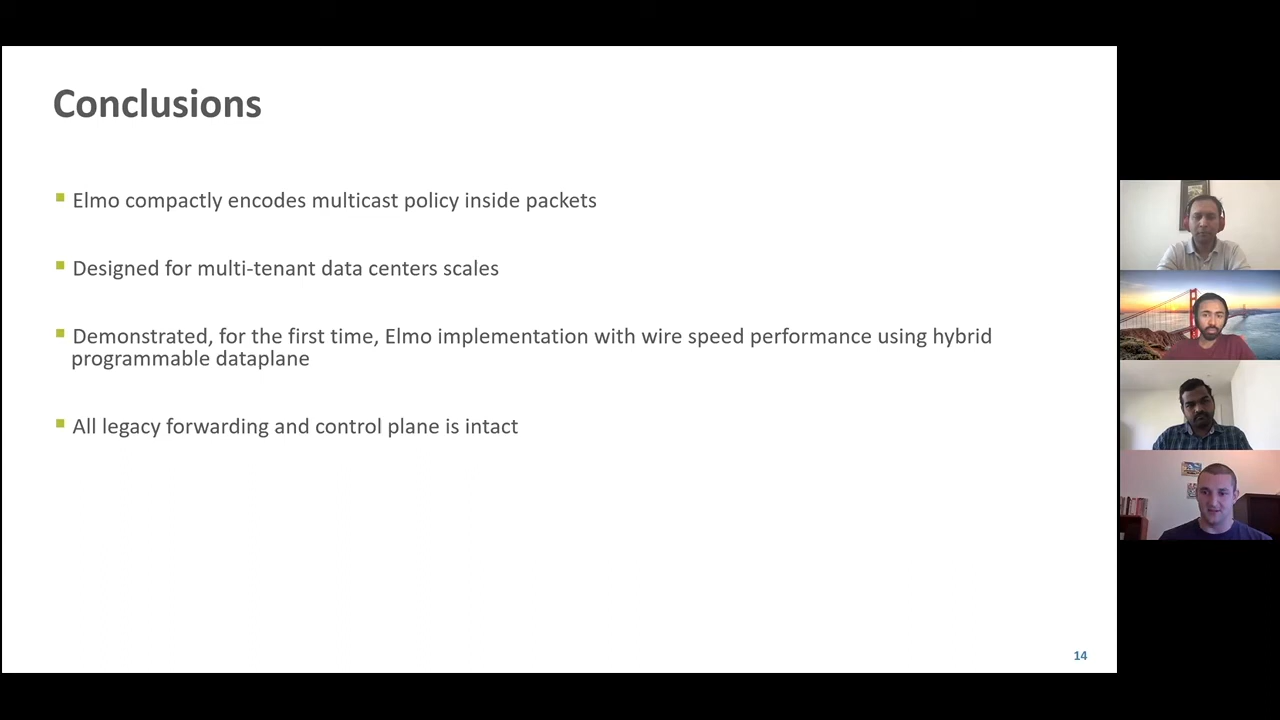 Conclusions
Elmo compactly encodes multicast policy inside packets
Designed for multi-tenant data centers scales
Demonstrated, for the first time, Elmo implementation with wire speed performance using hybrid
programmable dataplane
All legacy forwarding and control plane is intact
14